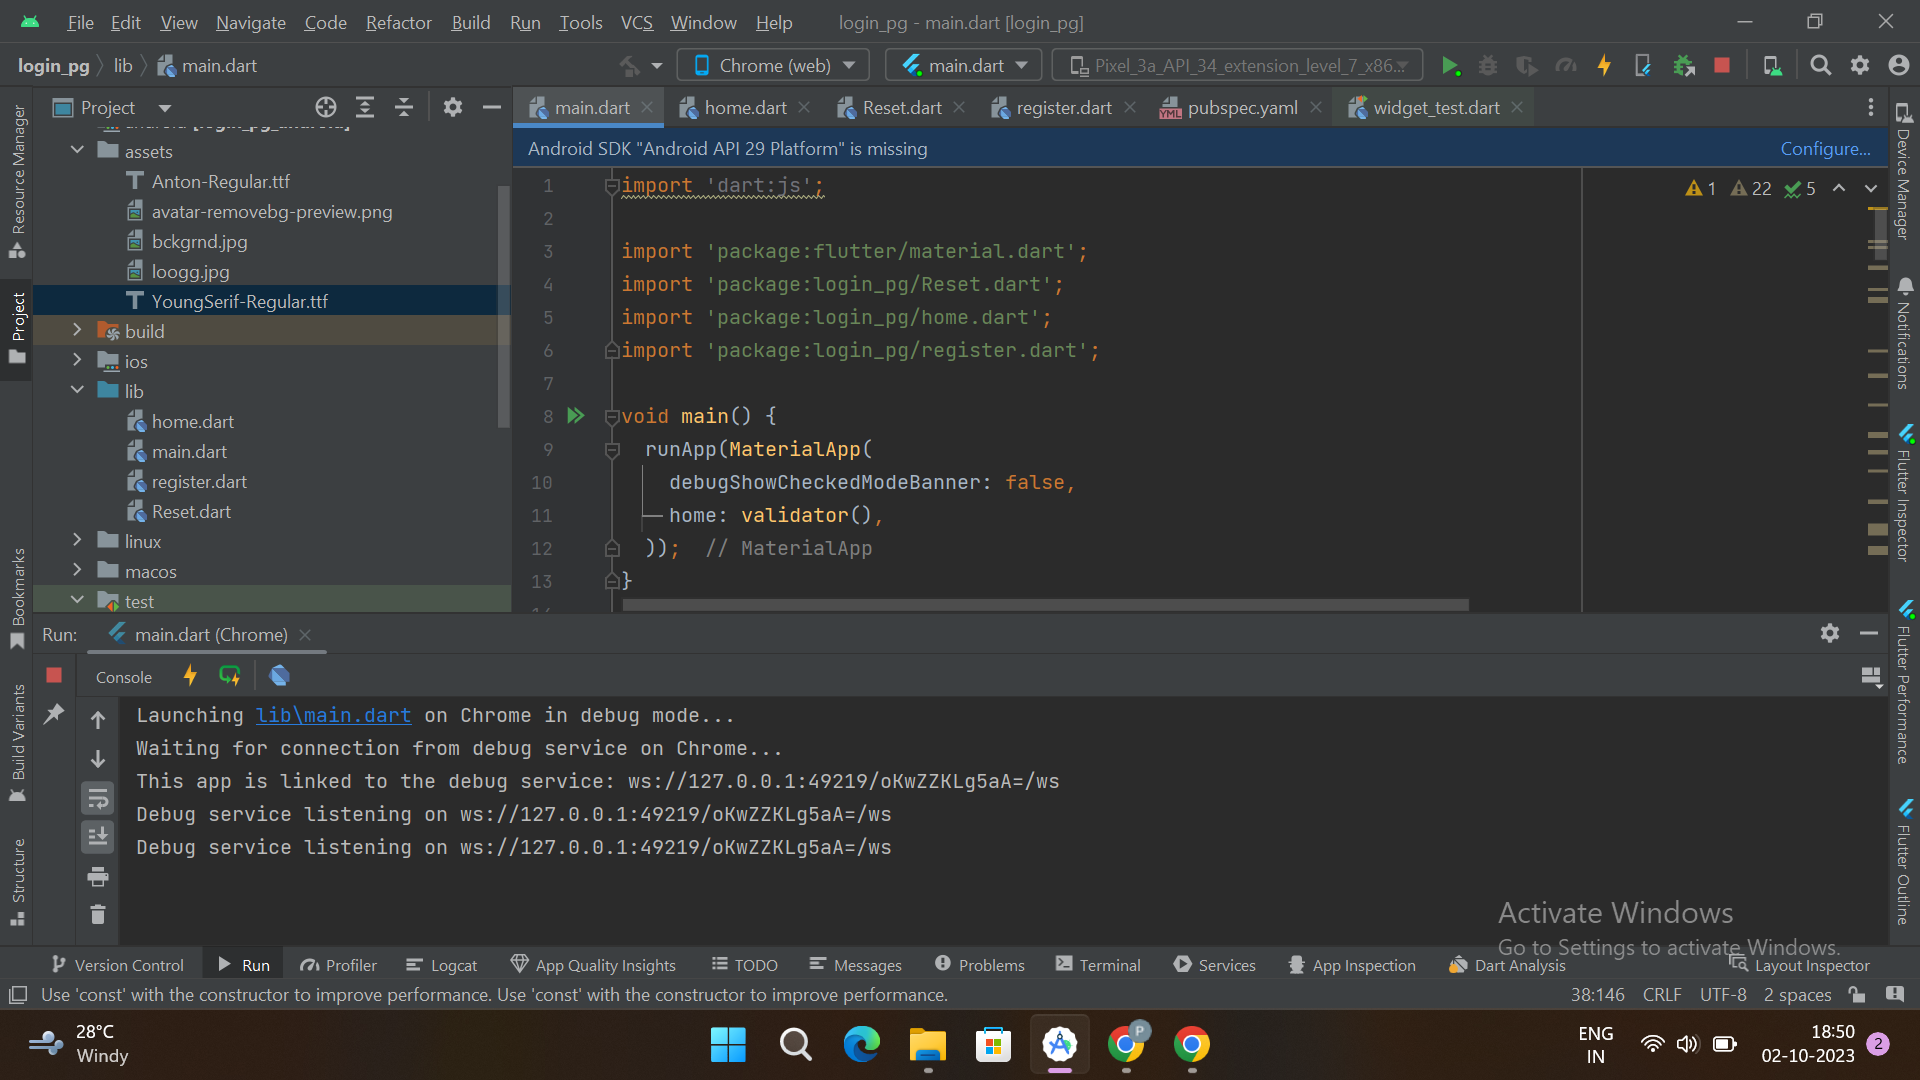 File Edit View Navigate Code Refactor Build Run Tools VCS Window Help login_pg - main.dart [login_pg]
login_pg lib main.dart Chrome (web) main.dart Pixel_3a_API_34_extension_level_7_x86...
Project main.dart home.dart Reset.dart register.dart pubspec.yaml widget_test.dart
Android SDK "Android API 29 Platform" is missing Configure...
assets
Anton-Regular.ttf
avatar-removebg-preview.png
bckgrnd.jpg
loogg.jpg
YoungSerif-Regular.ttf
build
ios
lib
home.dart
main.dart
register.dart
Reset.dart
linux
macos
test
1 import 'dart:js';
2
3 import 'package:flutter/material.dart';
4 import 'package:login_pg/Reset.dart';
5 import 'package:login_pg/home.dart';
6 import 'package:login_pg/register.dart';
7
8 void main() {
9 runApp(MaterialApp(
10 debugShowCheckedModeBanner: false,
11 home: validator(),
12 )); // MaterialApp
13 }
1 22 5
Resource Manager
Project
Bookmarks
Build Variants
Structure
Device Manager
Notifications
Flutter Inspector
Flutter Performance
Flutter Outline
Run: main.dart (Chrome)
Console
Launching lib\main.dart on Chrome in debug mode...
Waiting for connection from debug service on Chrome...
This app is linked to the debug service: ws://127.0.0.1:49219/oKwZZKLg5aA=/ws
Debug service listening on ws://127.0.0.1:49219/oKwZZKLg5aA=/ws
Debug service listening on ws://127.0.0.1:49219/oKwZZKLg5aA=/ws
Activate Windows
Go to Settings to activate Windows.
Version Control Run Profiler Logcat App Quality Insights TODO Messages Problems Terminal Services App Inspection Dart Analysis Layout Inspector
Use 'const' with the constructor to improve performance. Use 'const' with the constructor to improve performance. 38:146 CRLF UTF-8 2 spaces
28°C
Windy
P
ENG
IN
18:50
02-10-2023
2